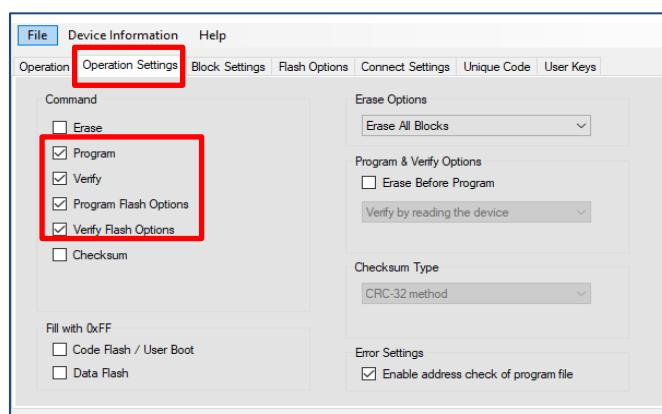 File Device Information Help
Operation Operation Settings Block Settings Flash Options Connect Settings Unique Code User Keys
Command
Erase
Program
Verify
Program Flash Options
Verify Flash Options
Checksum
Fill with 0xFF
Code Flash / User Boot
Data Flash
Erase Options
Erase All Blocks
Program & Verify Options
Erase Before Program
Verify by reading the device
Checksum Type
CRC-32 method
Error Settings
Enable address check of program file